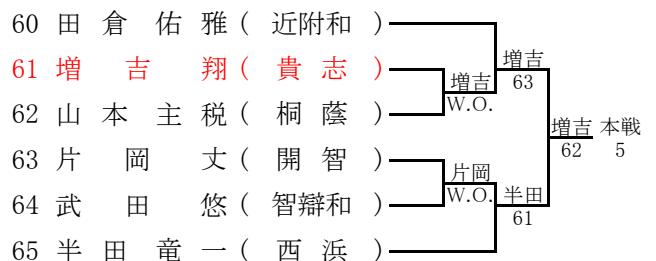 60 田倉佑雅(近附和)
61 増吉翔(貴志)
62 山本主税(桐蔭)
63 片岡丈(開智)
64 武田悠(智辯和)
65 半田竜一(西浜)
増吉
W.O.
片岡
W.O.
増吉
63
半田
61
増吉
62
本戦
5